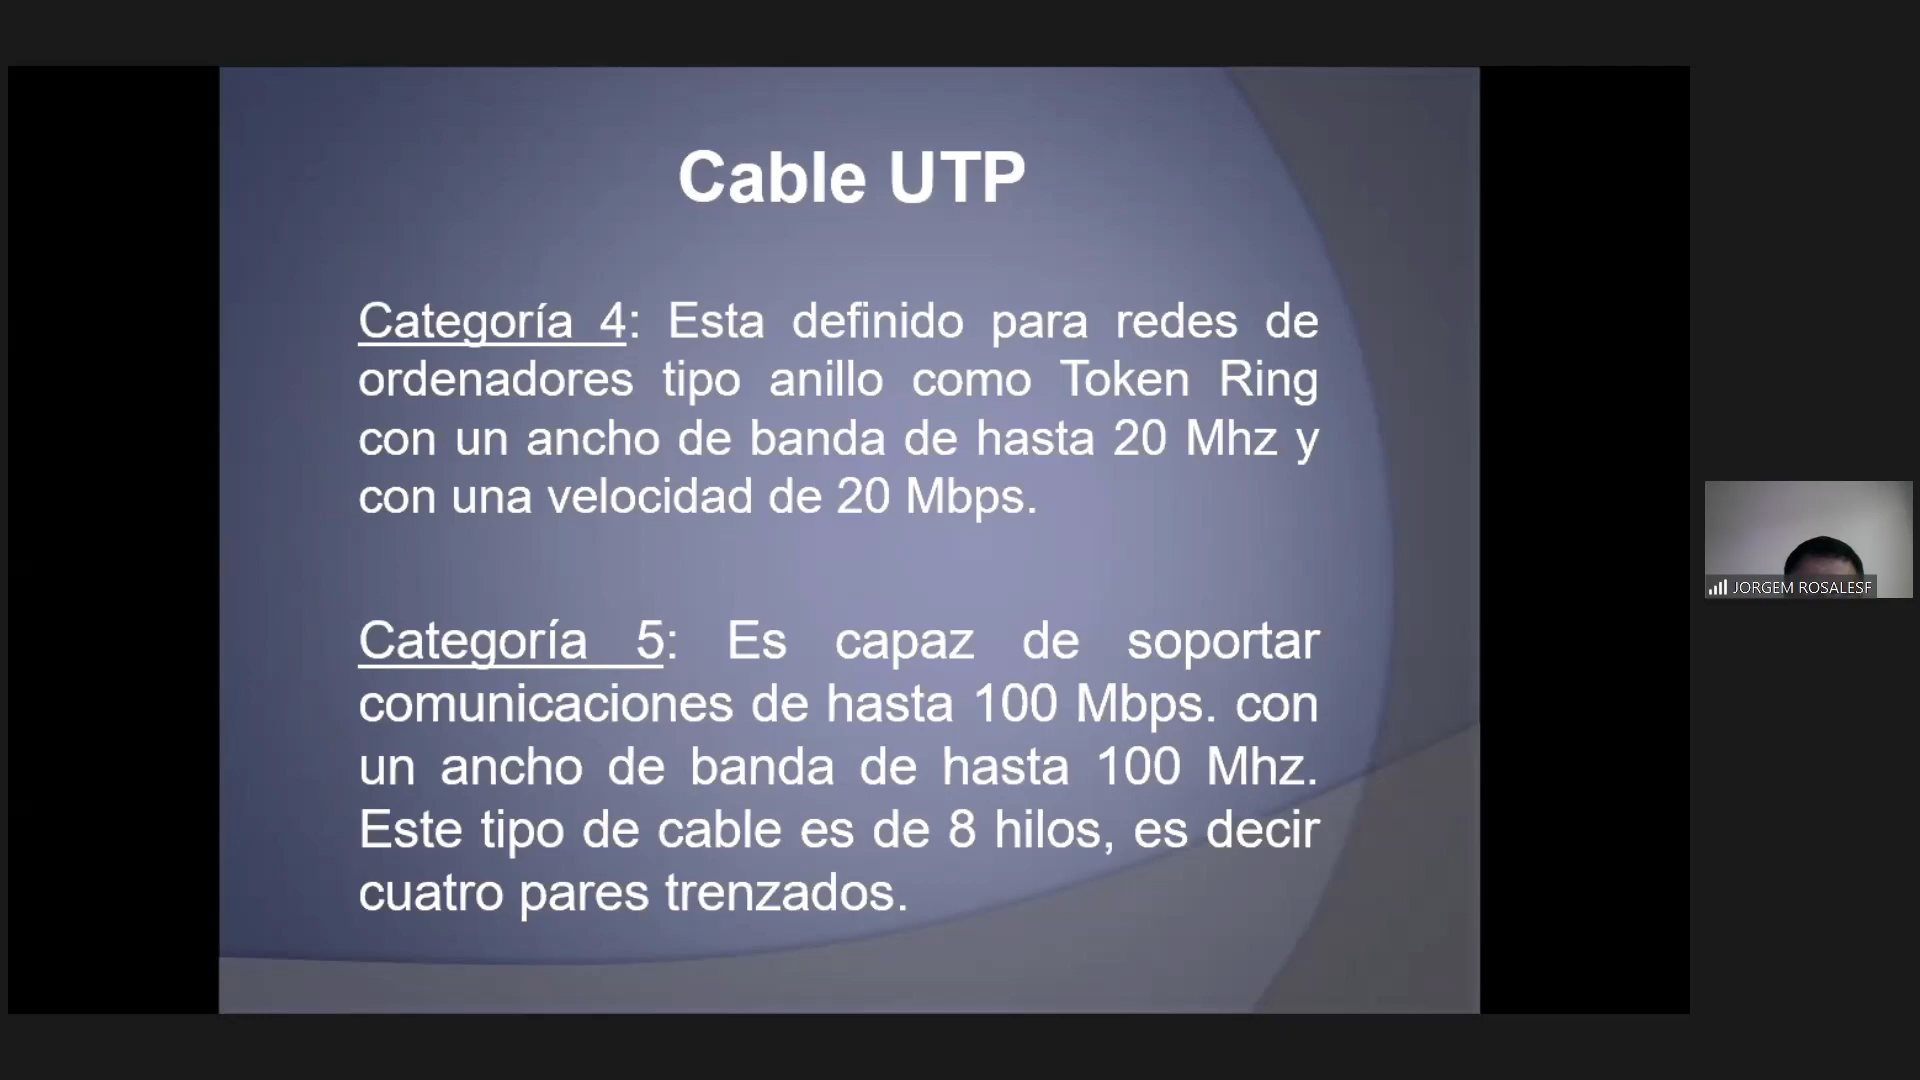 Cable UTP
Categoría 4: Esta definido para redes de
ordenadores tipo anillo como Token Ring
con un ancho de banda de hasta 20 Mhz y
con una velocidad de 20 Mbps.
Categoría 5: Es capaz de soportar
comunicaciones de hasta 100 Mbps. con
un ancho de banda de hasta 100 Mhz.
Este tipo de cable es de 8 hilos, es decir
cuatro pares trenzados.
JORGEM ROSALESF